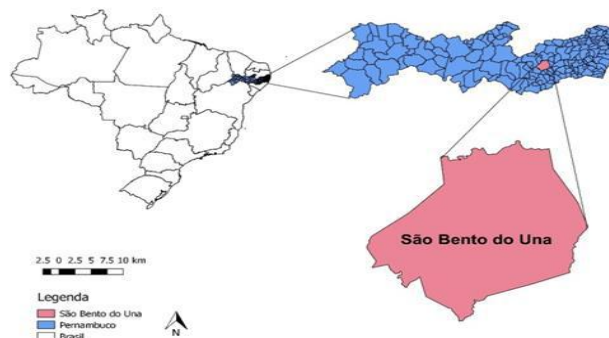 São Bento do Una
2.5 0 2.5 5 7.5 10 km
Legenda
São Bento do Una
Pernambuco
Brasil
N